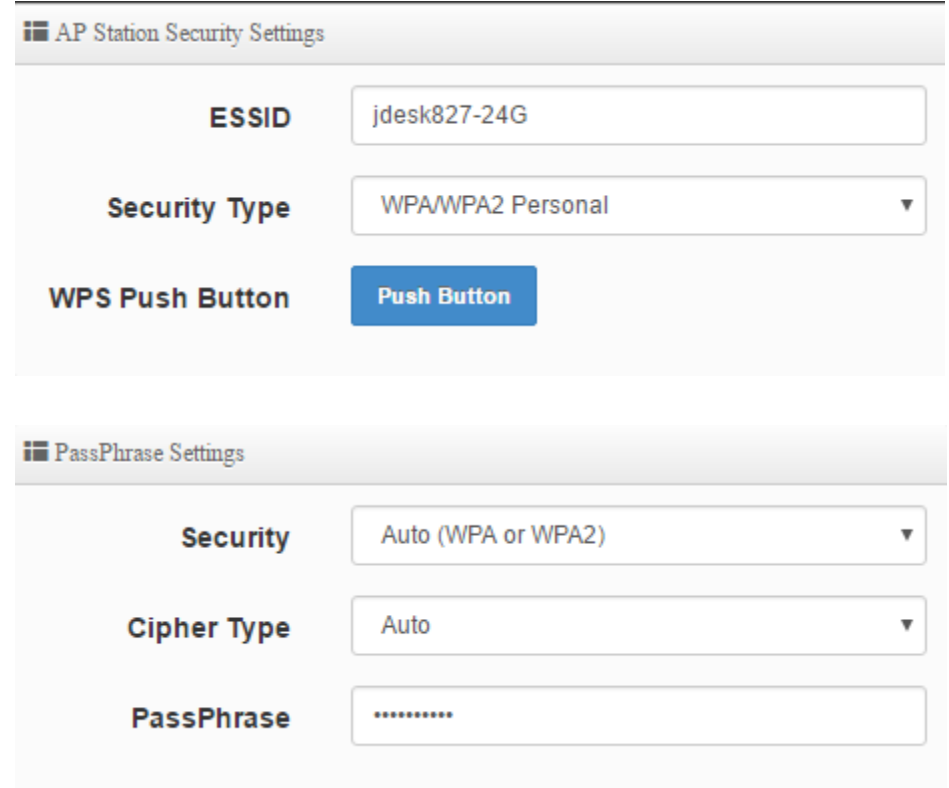 AP Station Security Settings
ESSID jdesk827-24G
Security Type WPA/WPA2 Personal
WPS Push Button Push Button
PassPhrase Settings
Security Auto (WPA or WPA2)
Cipher Type Auto
PassPhrase ••••••••••